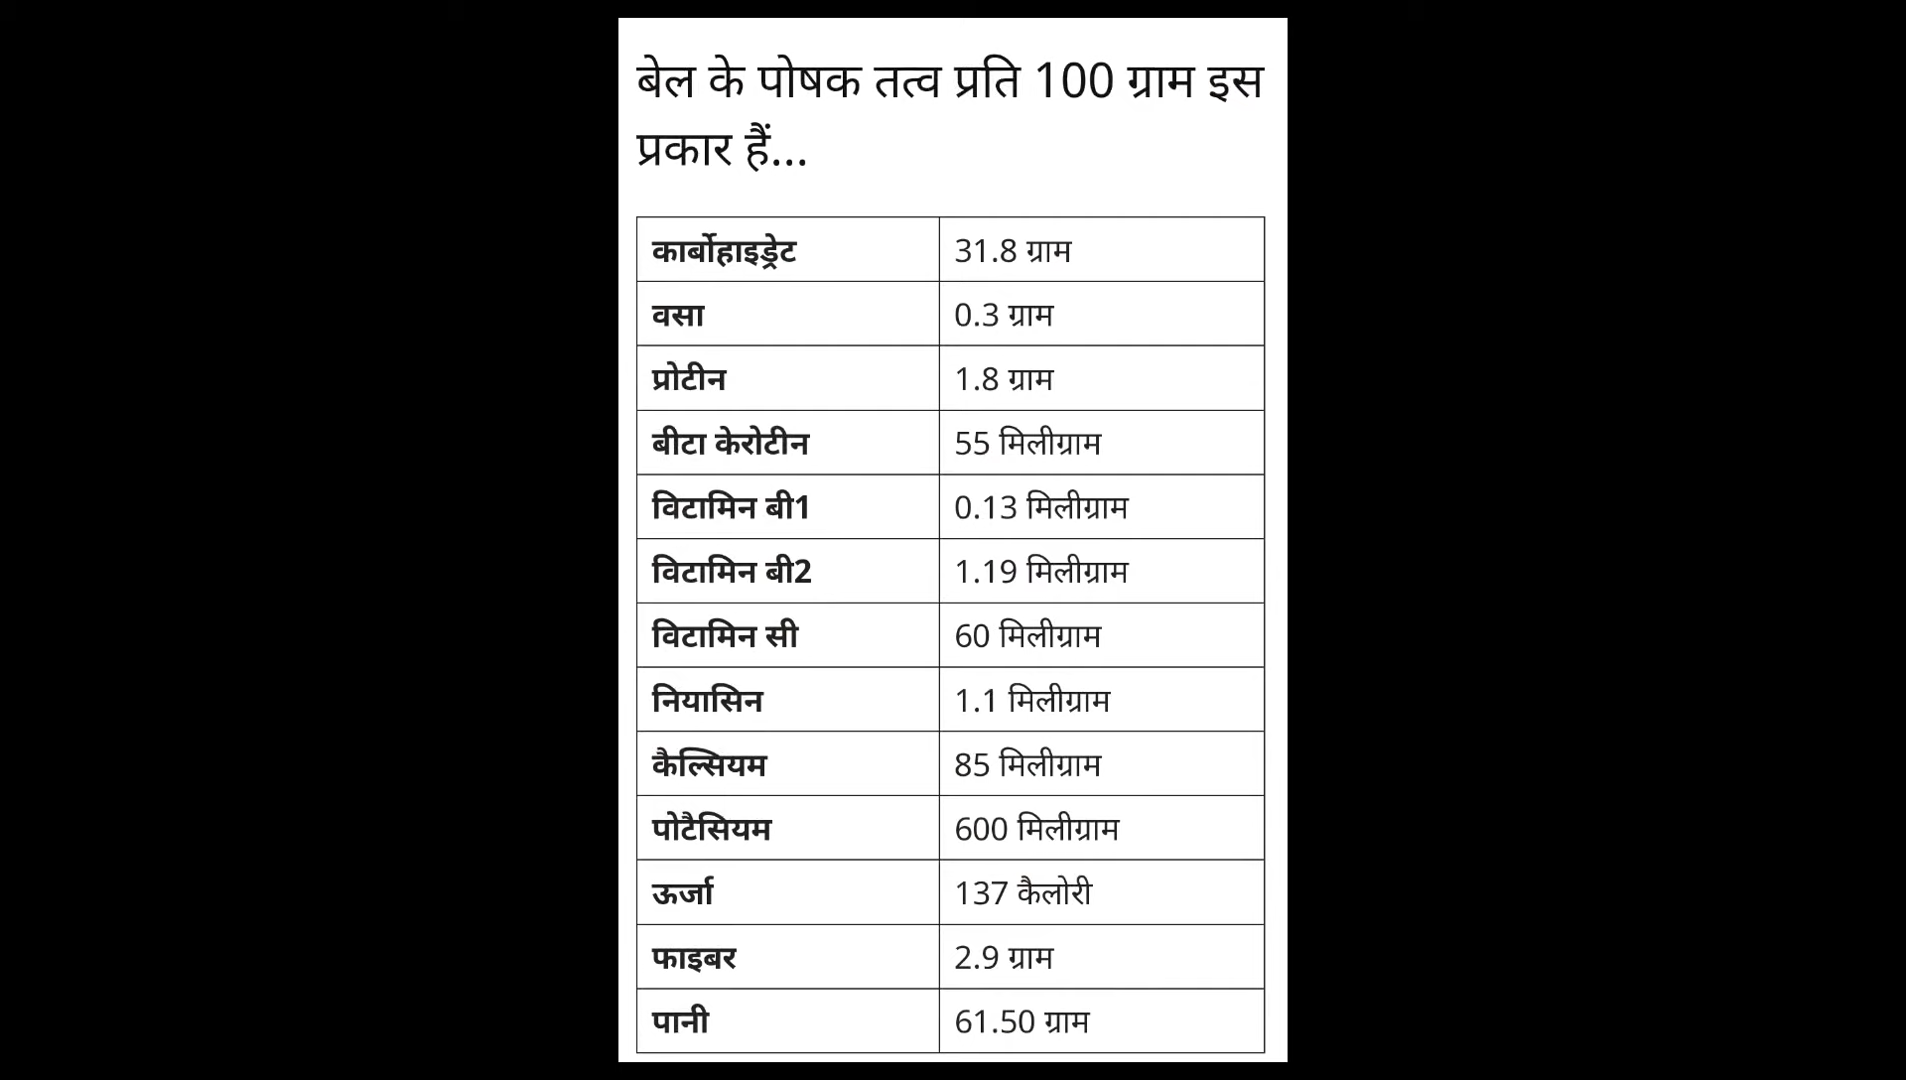 बेल के पोषक तत्व प्रति 100 ग्राम इस
प्रकार हैं...
कार्बोहाइड्रेट 31.8 ग्राम
वसा 0.3 ग्राम
प्रोटीन 1.8 ग्राम
बीटा केरोटीन 55 मिलीग्राम
विटामिन बी1 0.13 मिलीग्राम
विटामिन बी2 1.19 मिलीग्राम
विटामिन सी 60 मिलीग्राम
नियासिन 1.1 मिलीग्राम
कैल्सियम 85 मिलीग्राम
पोटैसियम 600 मिलीग्राम
ऊर्जा 137 कैलोरी
फाइबर 2.9 ग्राम
पानी 61.50 ग्राम